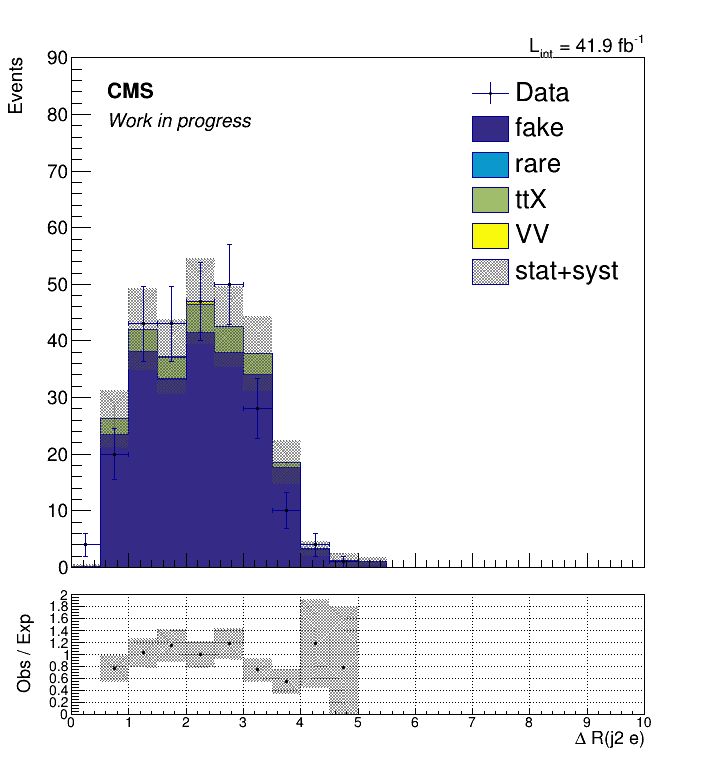 L_int = 41.9 fb^-1
Events
90
80
70
60
50
40
30
20
10
0
CMS
Work in progress
Data
fake
rare
ttX
VV
stat+syst
Obs / Exp
2
1.8
1.6
1.4
1.2
1
0.8
0.6
0.4
0.2
0
0 1 2 3 4 5 6 7 8 9 10
Δ R(j2 e)